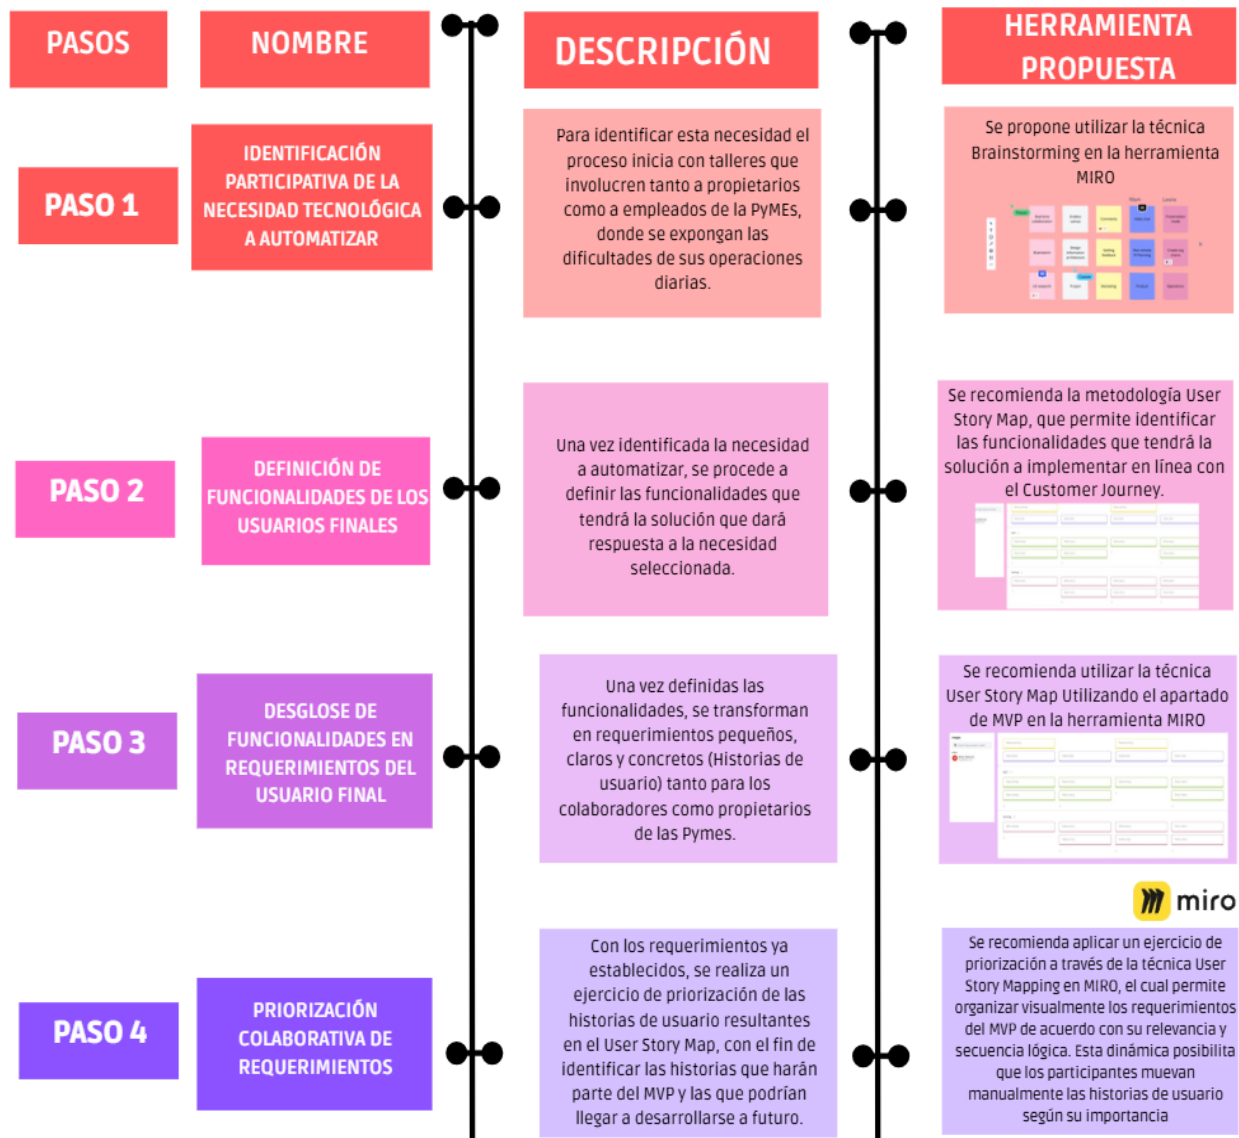 PASOS
NOMBRE
DESCRIPCIÓN
HERRAMIENTA
PROPUESTA
PASO 1
IDENTIFICACIÓN
PARTICIPATIVA DE LA
NECESIDAD TECNOLÓGICA
A AUTOMATIZAR
Para identificar esta necesidad el
proceso inicia con talleres que
involucren tanto a propietarios
como a empleados de la PyMEs,
donde se expongan las
dificultades de sus operaciones
diarias.
Se propone utilizar la técnica
Brainstorming en la herramienta
MIRO
PASO 2
DEFINICIÓN DE
FUNCIONALIDADES DE LOS
USUARIOS FINALES
Una vez identificada la necesidad
a automatizar, se procede a
definir las funcionalidades que
tendrá la solución que dará
respuesta a la necesidad
seleccionada.
Se recomienda la metodología User
Story Map, que permite identificar
las funcionalidades que tendrá la
solución a implementar en línea con
el Customer Journey.
PASO 3
DESGLOSE DE
FUNCIONALIDADES EN
REQUERIMIENTOS DEL
USUARIO FINAL
Una vez definidas las
funcionalidades, se transforman
en requerimientos pequeños,
claros y concretos (Historias de
usuario) tanto para los
colaboradores como propietarios
de las Pymes.
Se recomienda utilizar la técnica
User Story Map Utilizando el apartado
de MVP en la herramienta MIRO
miro
PASO 4
PRIORIZACIÓN
COLABORATIVA DE
REQUERIMIENTOS
Con los requerimientos ya
establecidos, se realiza un
ejercicio de priorización de las
historias de usuario resultantes
en el User Story Map, con el fin de
identificar las historias que harán
parte del MVP y las que podrían
llegar a desarrollarse a futuro.
Se recomienda aplicar un ejercicio de
priorización a través de la técnica User
Story Mapping en MIRO, el cual permite
organizar visualmente los requerimientos
del MVP de acuerdo con su relevancia y
secuencia lógica. Esta dinámica posibilita
que los participantes muevan
manualmente las historias de usuario
según su importancia